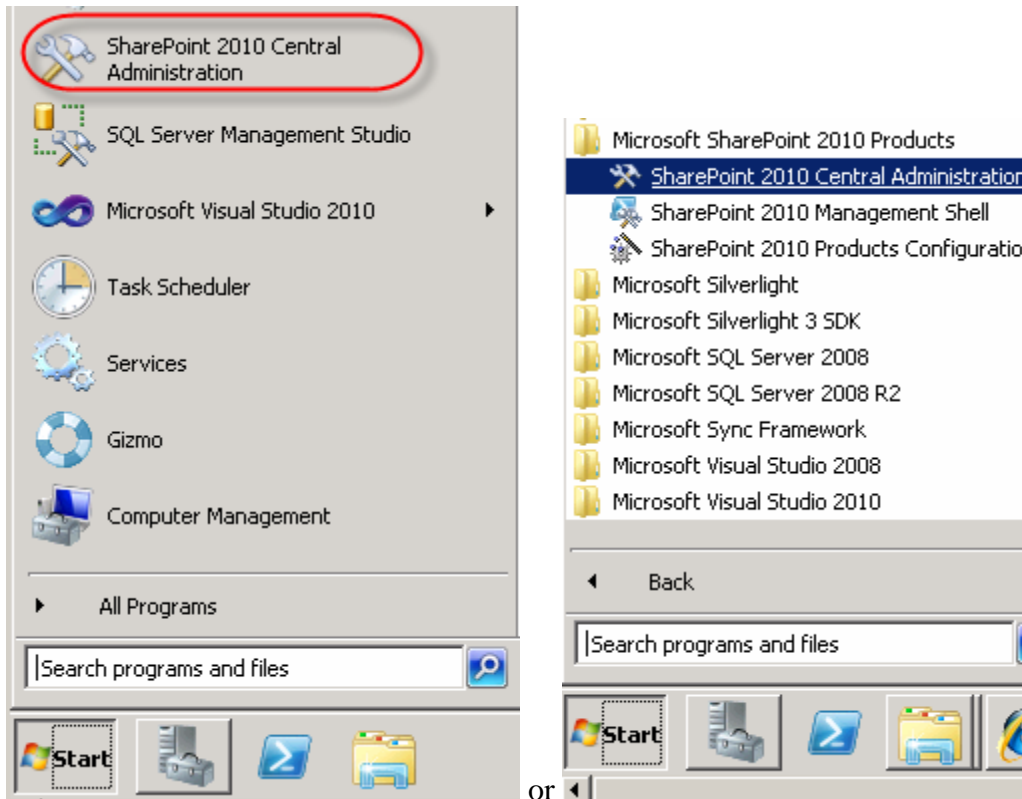 SharePoint 2010 Central
Administration
SQL Server Management Studio
Microsoft Visual Studio 2010
Task Scheduler
Services
Gizmo
Computer Management
All Programs
Search programs and files
Start
or
Microsoft SharePoint 2010 Products
SharePoint 2010 Central Administration
SharePoint 2010 Management Shell
SharePoint 2010 Products Configuratio
Microsoft Silverlight
Microsoft Silverlight 3 SDK
Microsoft SQL Server 2008
Microsoft SQL Server 2008 R2
Microsoft Sync Framework
Microsoft Visual Studio 2008
Microsoft Visual Studio 2010
Back
Search programs and files
Start